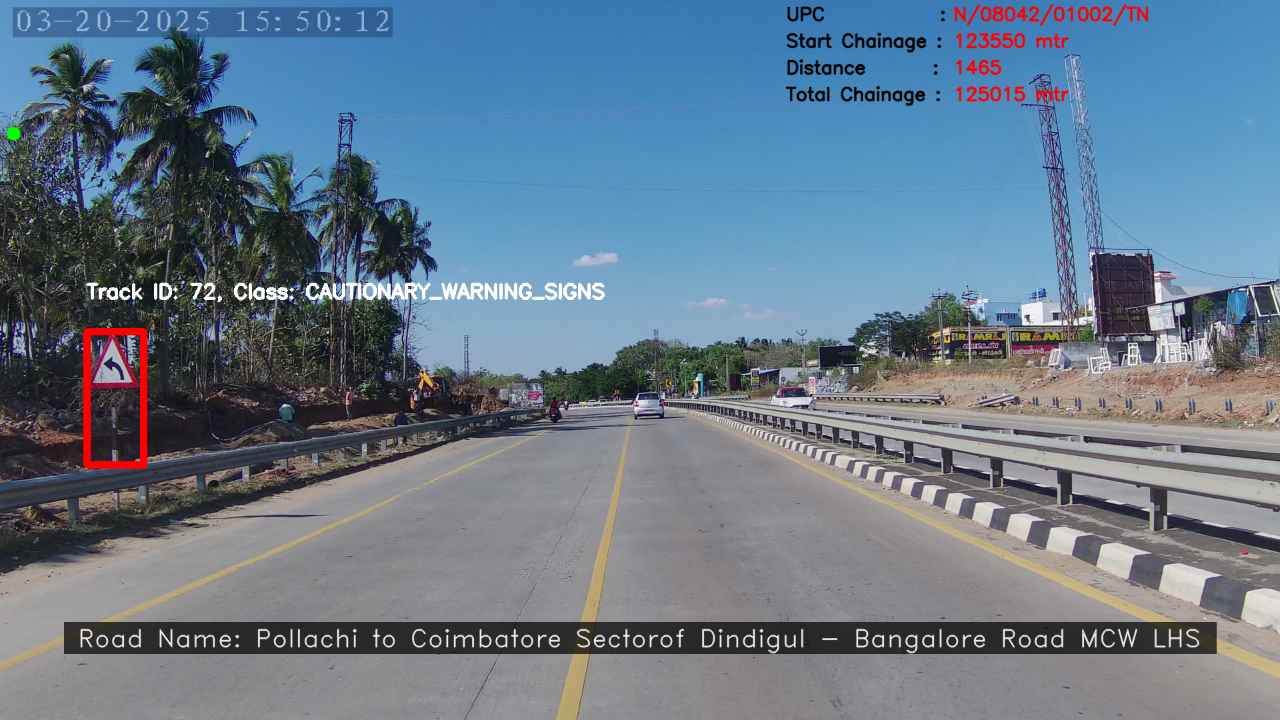 03-20-2025 15:50:12
UPC : N/08042/01002/TN
Start Chainage : 123550 mtr
Distance : 1465
Total Chainage : 125015 mtr
Track ID: 72, Class: CAUTIONARY_WARNING_SIGNS
Road Name: Pollachi to Coimbatore Sectorof Dindigul - Bangalore Road MCW LHS